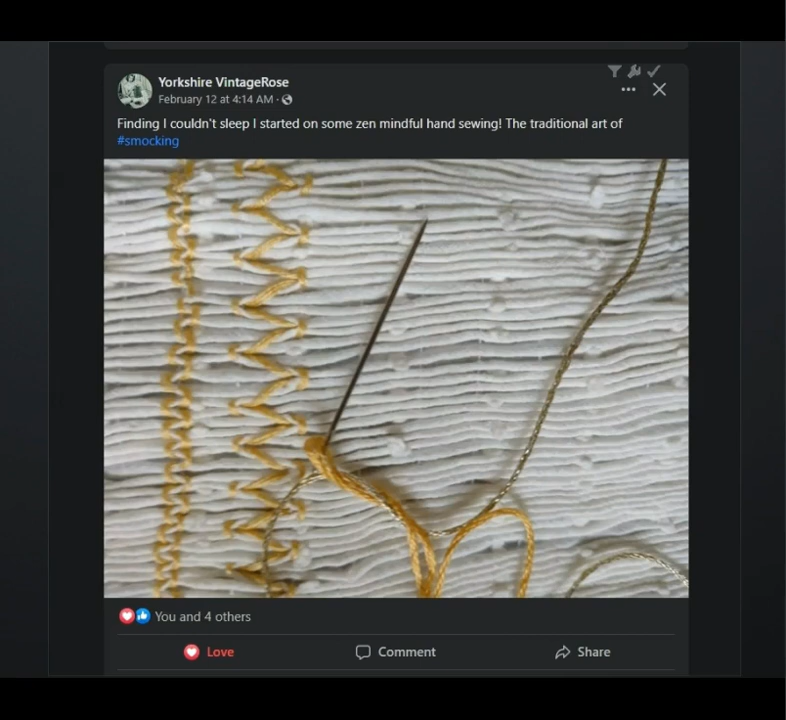 Yorkshire VintageRose
February 12 at 4:14 AM ·
Finding I couldn't sleep I started on some zen mindful hand sewing! The traditional art of
#smocking
You and 4 others
Love Comment Share